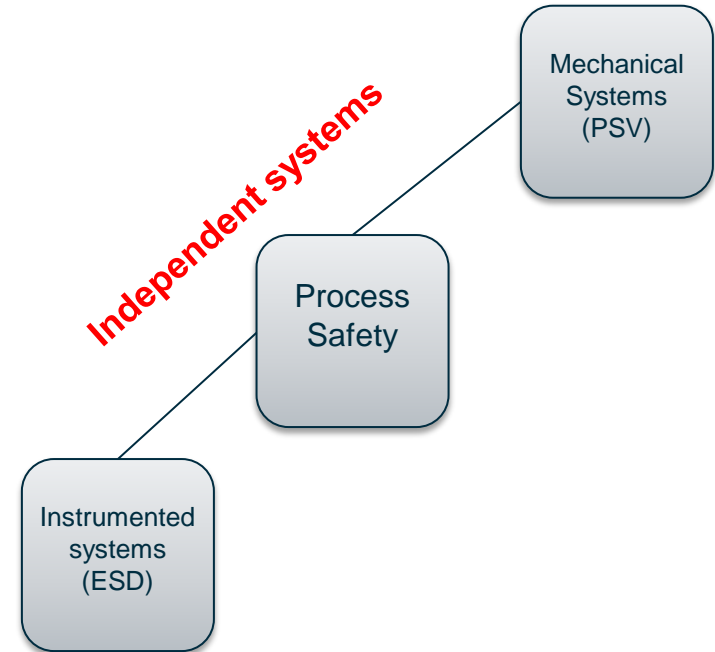 Mechanical
Systems
(PSV)
Independent systems
Process
Safety
Instrumented
systems
(ESD)